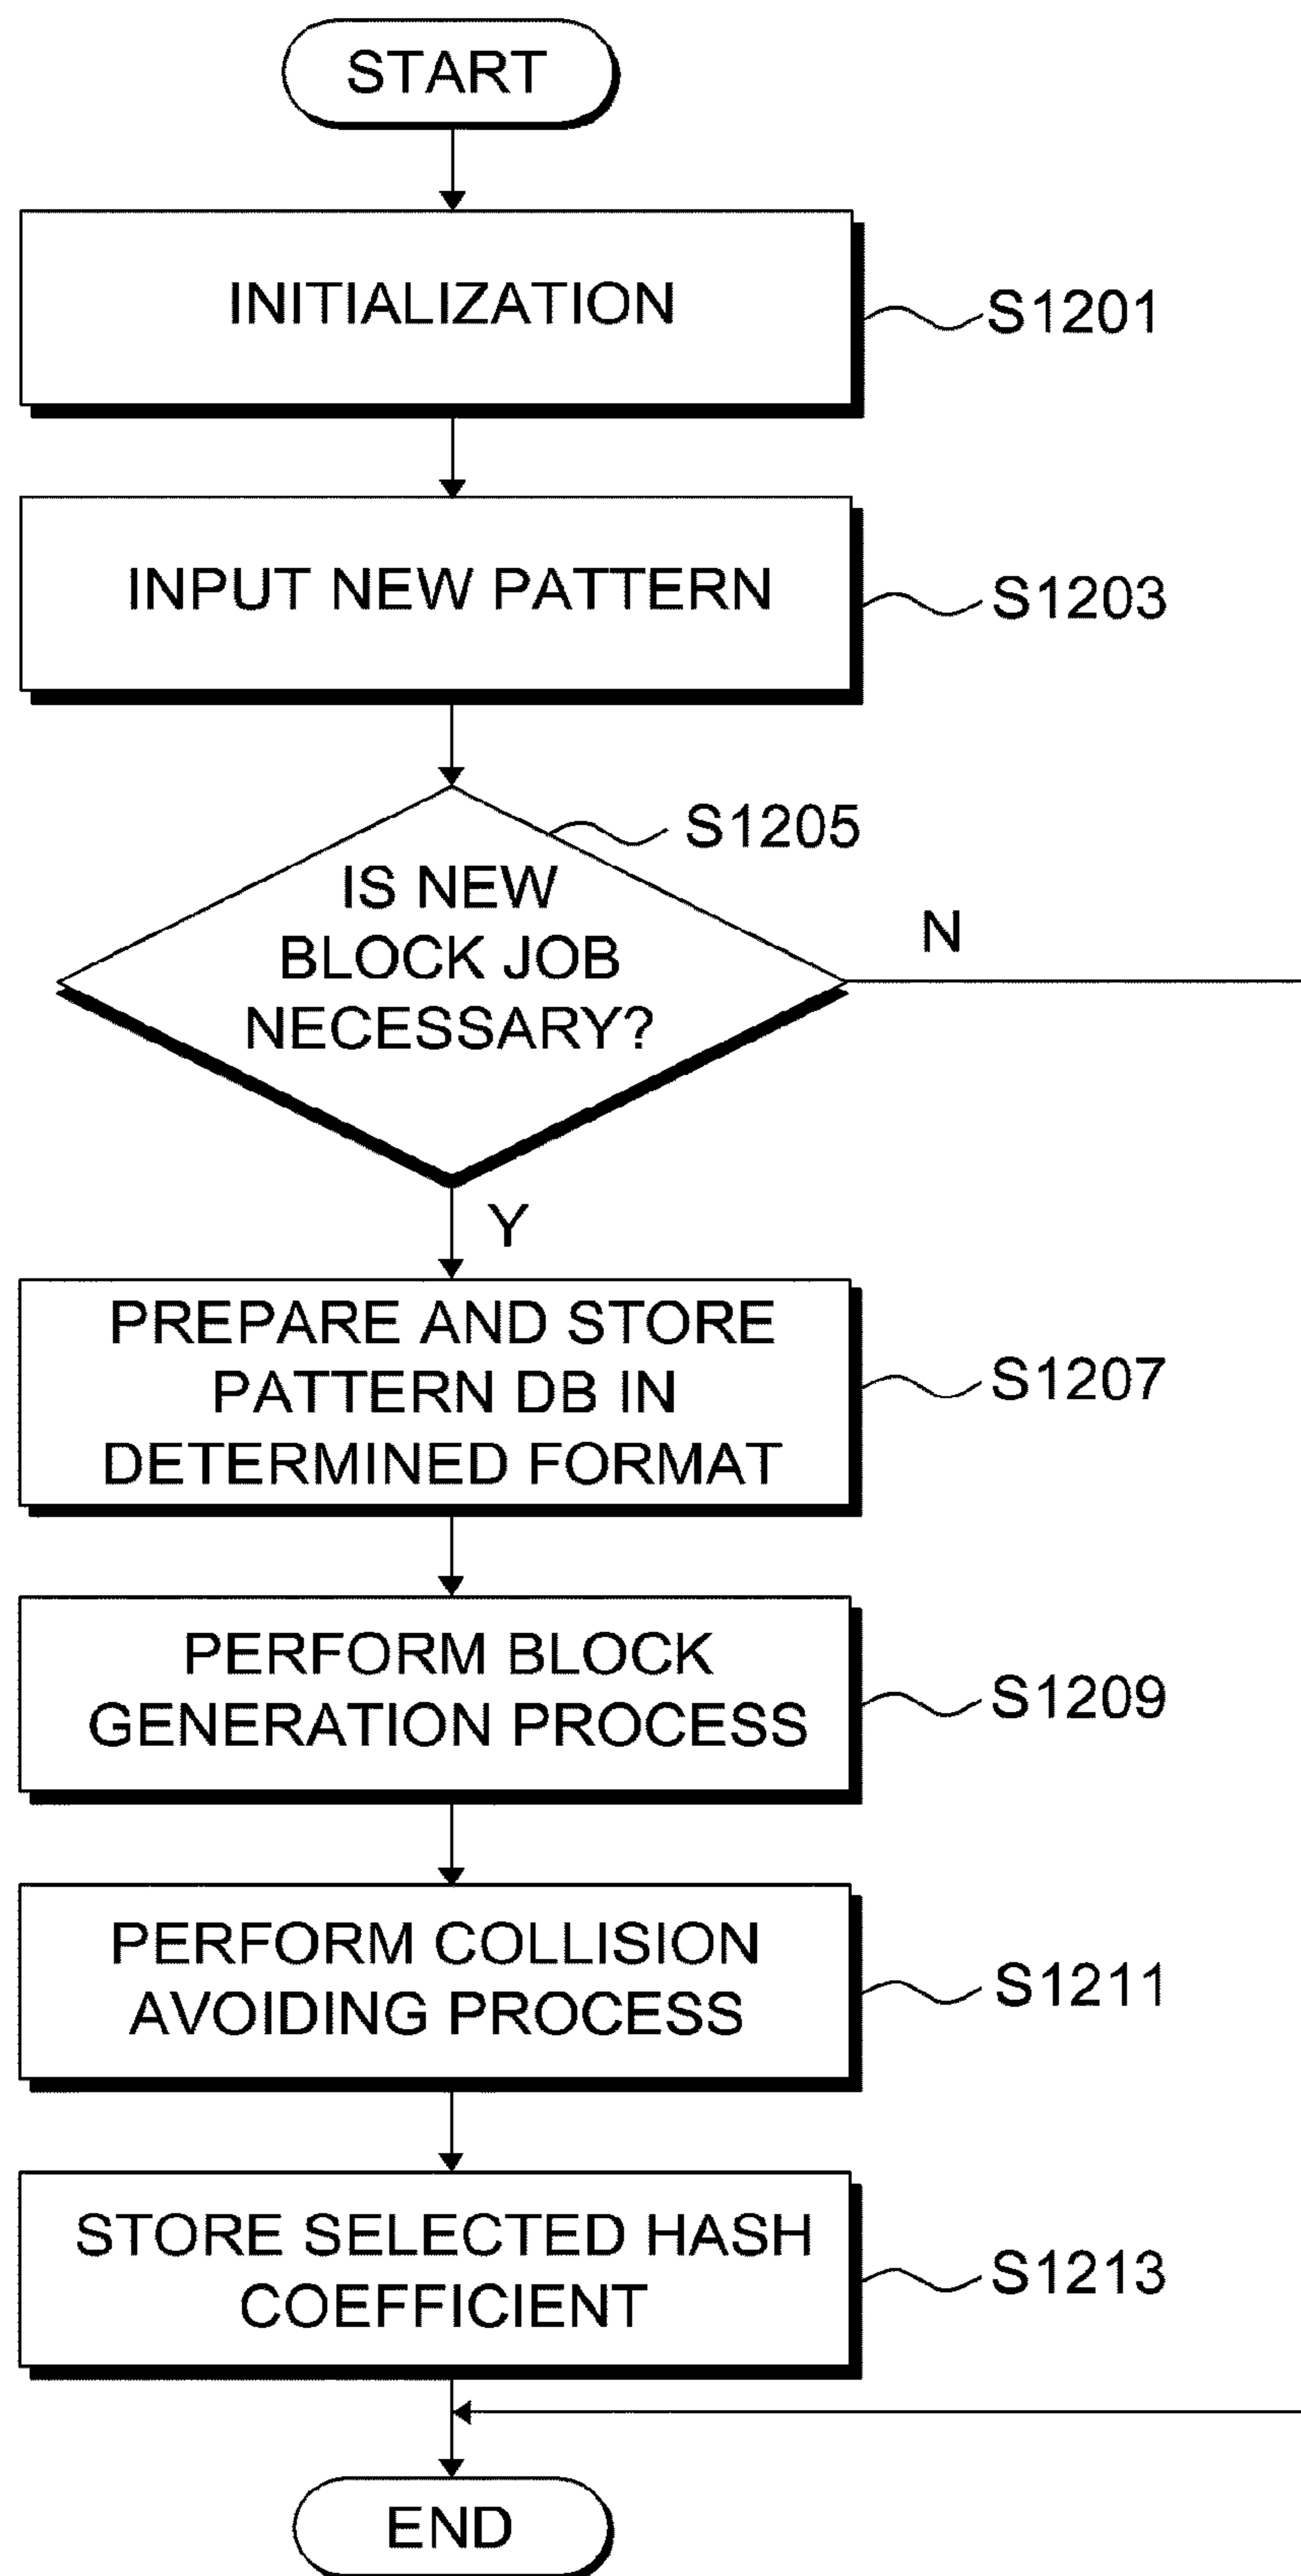 START
INITIALIZATION
S1201
INPUT NEW PATTERN
S1203
S1205
IS NEW
BLOCK JOB
NECESSARY?
N
Y
PREPARE AND STORE
PATTERN DB IN
DETERMINED FORMAT
S1207
PERFORM BLOCK
GENERATION PROCESS
S1209
PERFORM COLLISION
AVOIDING PROCESS
S1211
STORE SELECTED HASH
COEFFICIENT
S1213
END